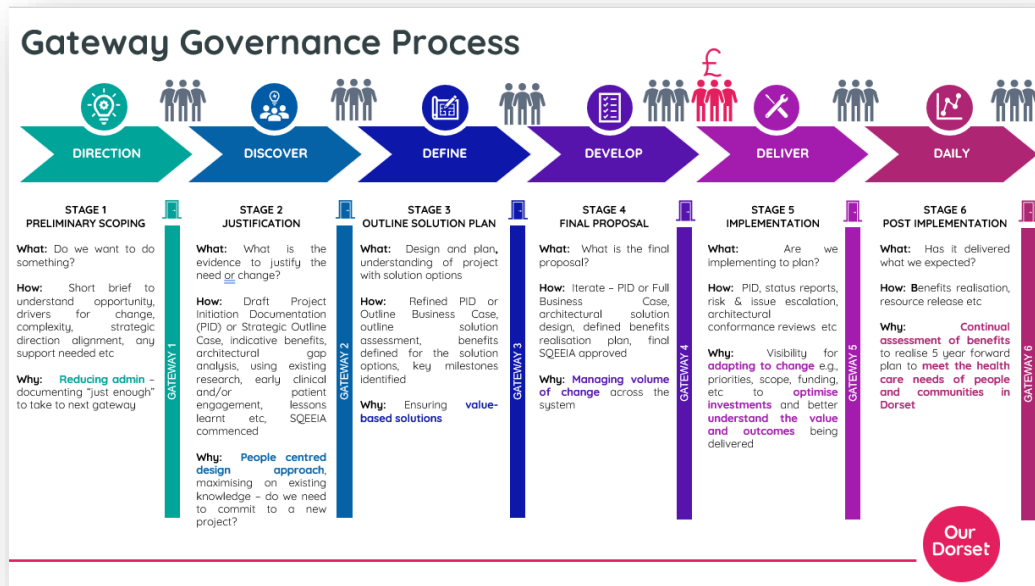 Gateway Governance Process
£
DIRECTION
DISCOVER
DEFINE
DEVELOP
DELIVER
DAILY
STAGE 1
PRELIMINARY SCOPING
What: Do we want to do
something?
How: Short brief to
understand opportunity,
drivers for change,
complexity, strategic
direction alignment, any
support needed etc
Why: Reducing admin –
documenting “just enough”
to take to next gateway
GATEWAY 1
STAGE 2
JUSTIFICATION
What: What is the
evidence to justify the
need or change?
How: Draft Project
Initiation Documentation
(PID) or Strategic Outline
Case, indicative benefits,
architectural gap
analysis, using existing
research, early clinical
and/or patient
engagement, lessons
learnt etc, SQEEIA
commenced
Why: People centred
design approach,
maximising on existing
knowledge – do we need
to commit to a new
project?
GATEWAY 2
STAGE 3
OUTLINE SOLUTION PLAN
What: Design and plan,
understanding of project
with solution options
How: Refined PID or
Outline Business Case,
outline solution
assessment, benefits
defined for the solution
options, key milestones
identified
Why: Ensuring value-
based solutions
GATEWAY 3
STAGE 4
FINAL PROPOSAL
What: What is the final
proposal?
How: Iterate – PID or Full
Business Case,
architectural solution
design, defined benefits
realisation plan, final
SQEEIA approved
Why: Managing volume
of change across the
system
GATEWAY 4
STAGE 5
IMPLEMENTATION
What: Are we
implementing to plan?
How: PID, status reports,
risk & issue escalation,
architectural
conformance reviews etc
Why: Visibility for
adapting to change e.g.,
priorities, scope, funding,
etc to optimise
investments and better
understand the value
and outcomes being
delivered
GATEWAY 5
STAGE 6
POST IMPLEMENTATION
What: Has it delivered
what we expected?
How: Benefits realisation,
resource release etc
Why: Continual
assessment of benefits
to realise 5 year forward
plan to meet the health
care needs of people
and communities in
Dorset
GATEWAY 6
Our
Dorset